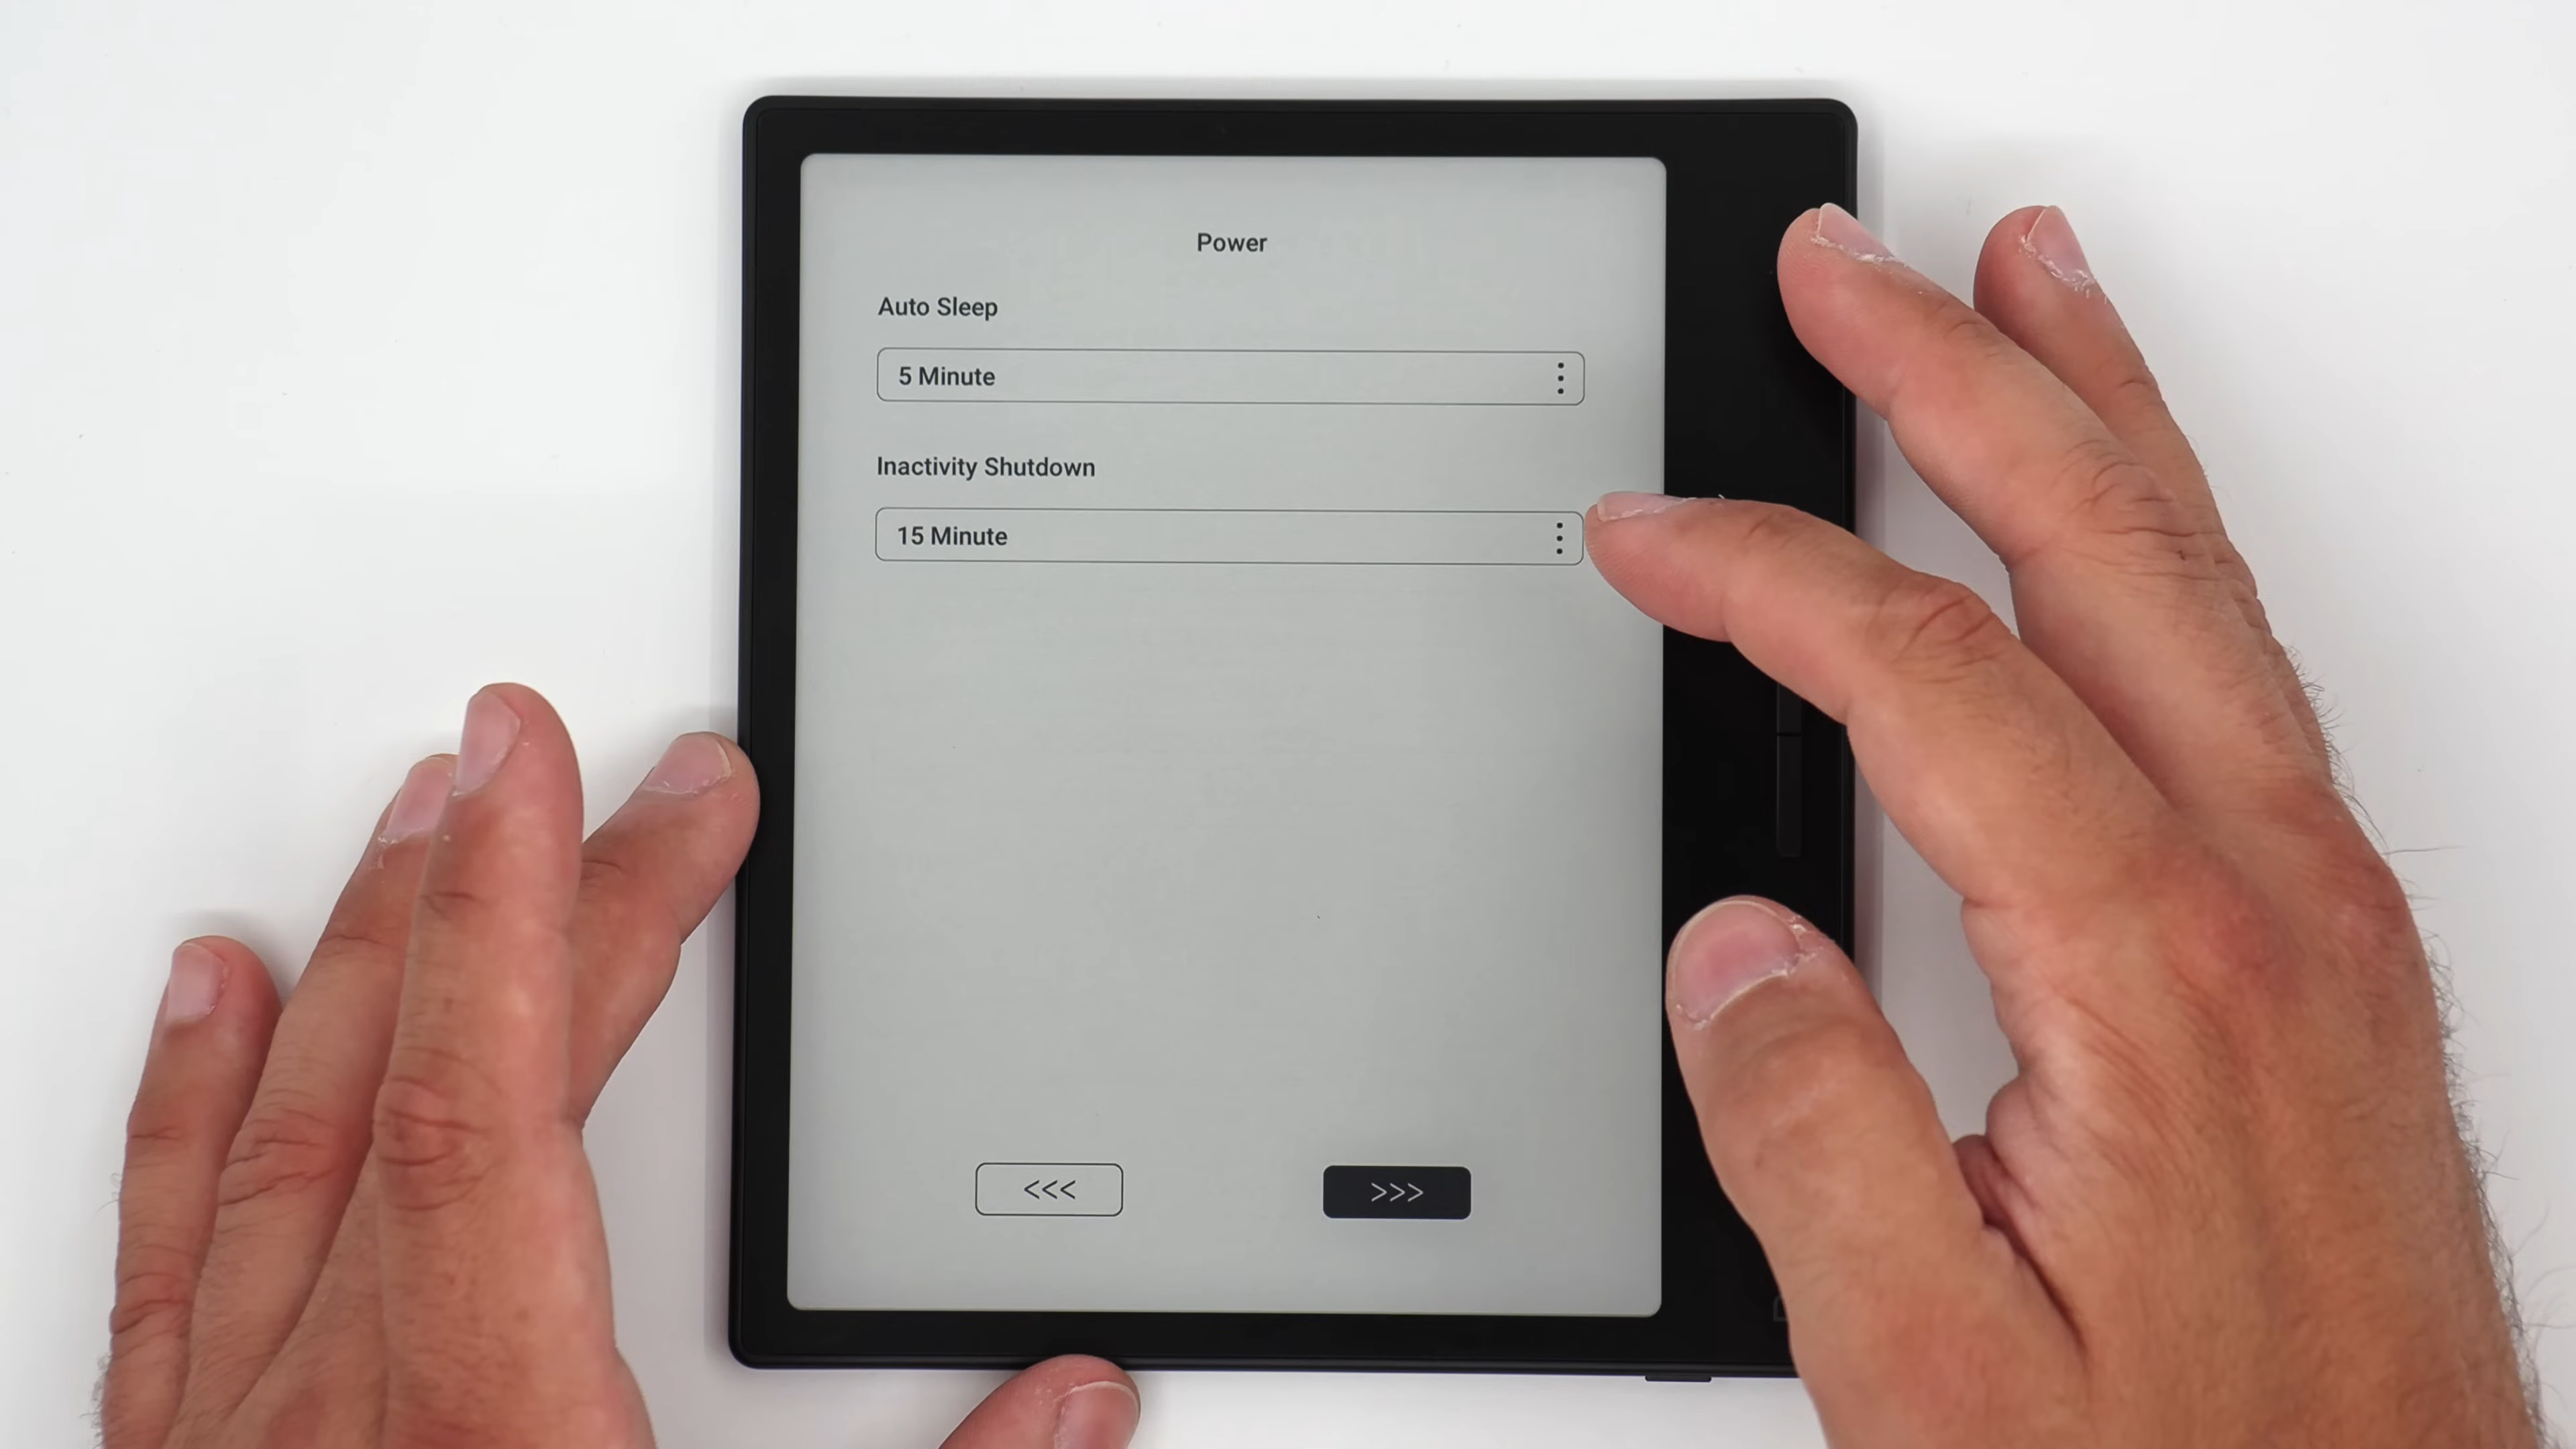 Power
Auto Sleep
5 Minute
Inactivity Shutdown
15 Minute
<<<
>>>